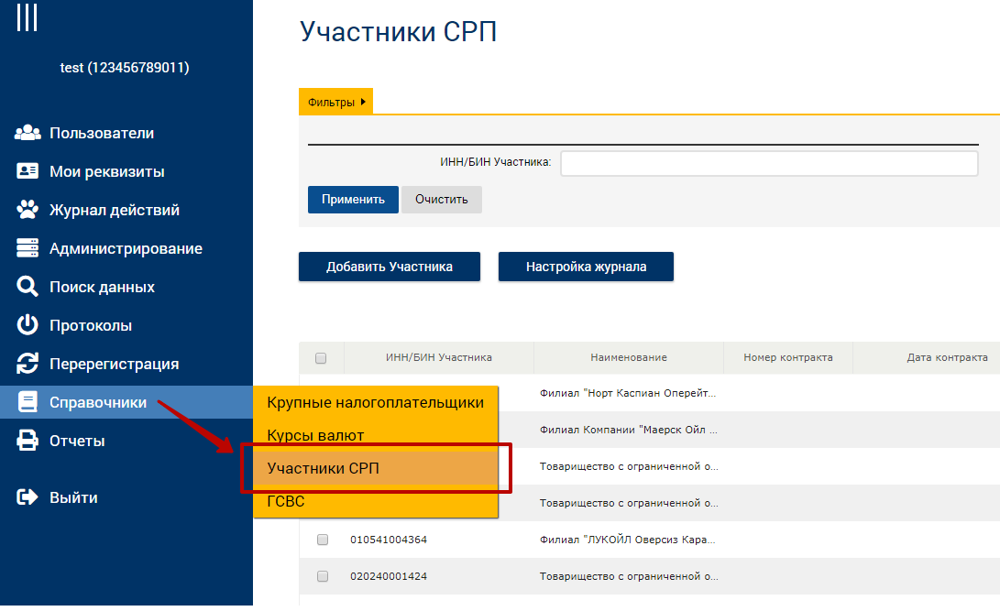 test (123456789011)
Пользователи
Мои реквизиты
Журнал действий
Администрирование
Поиск данных
Протоколы
Перерегистрация
Справочники
Отчеты
Выйти
Крупные налогоплательщики
Курсы валют
Участники СРП
ГСВС
Участники СРП
Фильтры
ИНН/БИН Участника:
Применить Очистить
Добавить Участника Настройка журнала
ИНН/БИН Участника Наименование Номер контракта Дата контракта
Филиал "Норт Каспиан Оперейт...
Филиал Компании "Маерск Ойл ...
Товарищество с ограниченной о...
Товарищество с ограниченной о...
010541004364 Филиал "ЛУКОЙЛ Оверсиз Кара...
020240001424 Товарищество с ограниченной о...